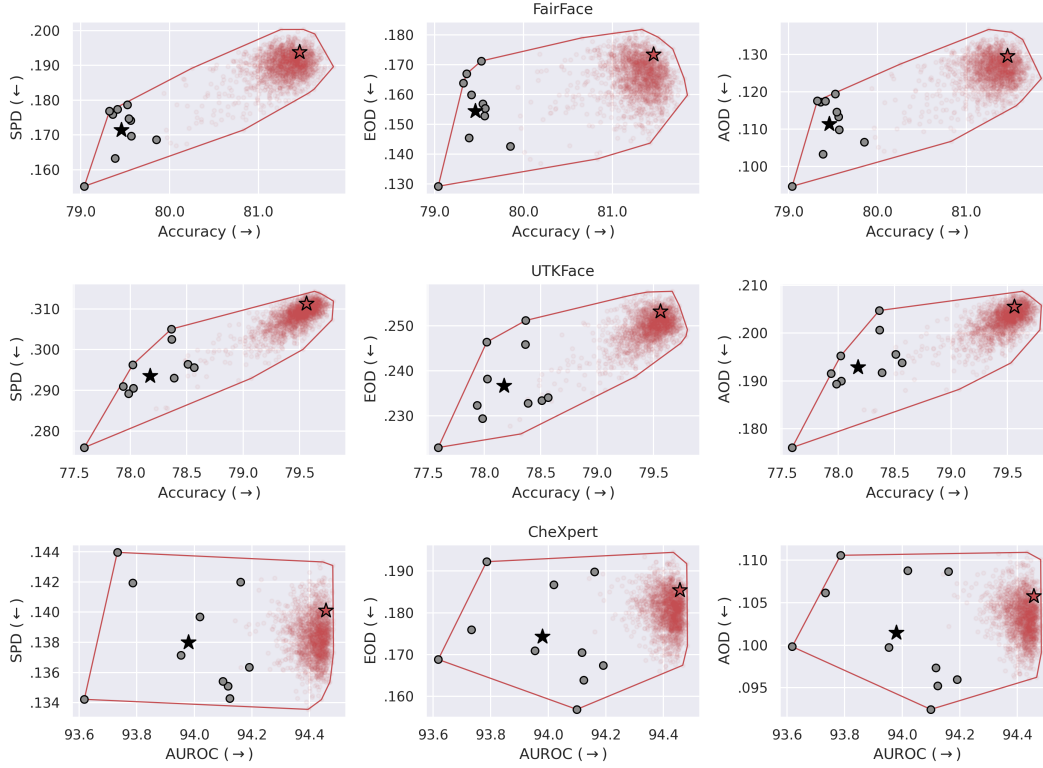 FairFace
.200
.190
.180
.170
.160
SPD (←)
79.0 80.0 81.0
Accuracy (→)
.180
.170
.160
.150
.140
.130
EOD (←)
79.0 80.0 81.0
Accuracy (→)
.130
.120
.110
.100
AOD (←)
79.0 80.0 81.0
Accuracy (→)
UTKFace
.310
.300
.290
.280
SPD (←)
77.5 78.0 78.5 79.0 79.5
Accuracy (→)
.250
.240
.230
EOD (←)
77.5 78.0 78.5 79.0 79.5
Accuracy (→)
.210
.200
.190
.180
AOD (←)
77.5 78.0 78.5 79.0 79.5
Accuracy (→)
CheXpert
.144
.142
.140
.138
.136
.134
SPD (←)
93.6 93.8 94.0 94.2 94.4
AUROC (→)
.190
.180
.170
.160
EOD (←)
93.6 93.8 94.0 94.2 94.4
AUROC (→)
.110
.105
.100
.095
AOD (←)
93.6 93.8 94.0 94.2 94.4
AUROC (→)